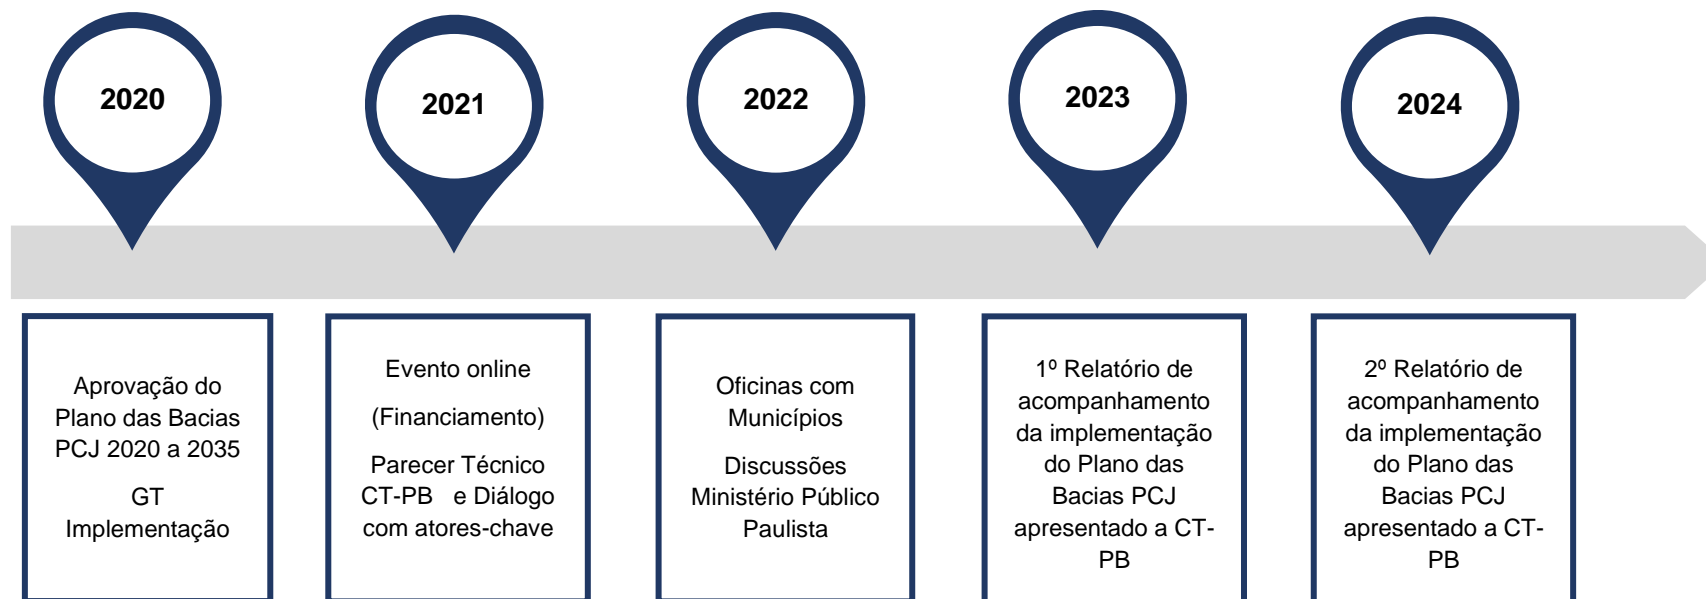 2020
2021
2022
2023
2024
Aprovação do
Plano das Bacias
PCJ 2020 a 2035
GT
Implementação
Evento online
(Financiamento)
Parecer Técnico
CT-PB e Diálogo
com atores-chave
Oficinas com
Municípios
Discussões
Ministério Público
Paulista
1º Relatório de
acompanhamento
da implementação
do Plano das
Bacias PCJ
apresentado a CT-
PB
2º Relatório de
acompanhamento
da implementação
do Plano das
Bacias PCJ
apresentado a CT-
PB